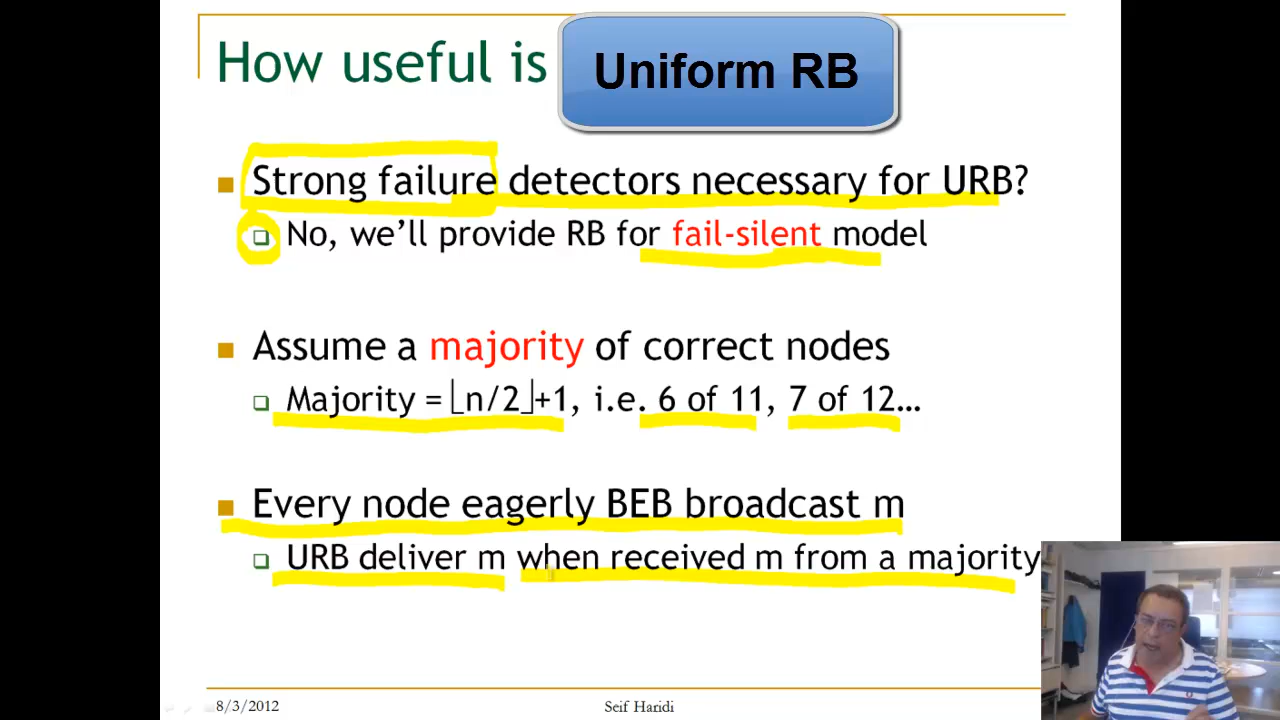 How useful is Uniform RB
Strong failure detectors necessary for URB?
No, we’ll provide RB for fail-silent model
Assume a majority of correct nodes
Majority = ⌊n/2⌋+1, i.e. 6 of 11, 7 of 12…
Every node eagerly BEB broadcast m
URB deliver m when received m from a majority
8/3/2012
Seif Haridi